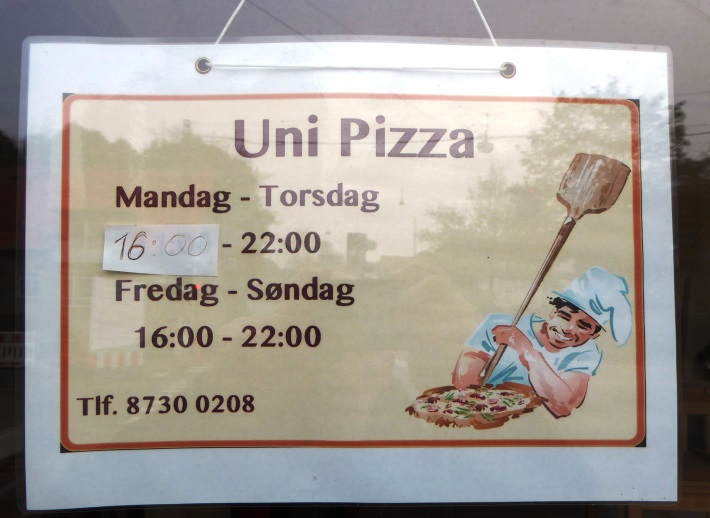 Uni Pizza
Mandag - Torsdag
16:00 - 22:00
Fredag - Søndag
16:00 - 22:00
Tlf. 8730 0208